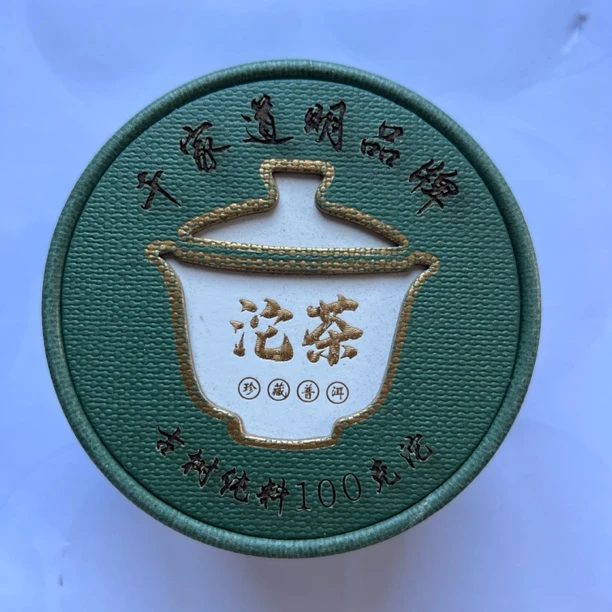 千家道明品牌
沱茶
珍藏普洱
古树纯料100克沱